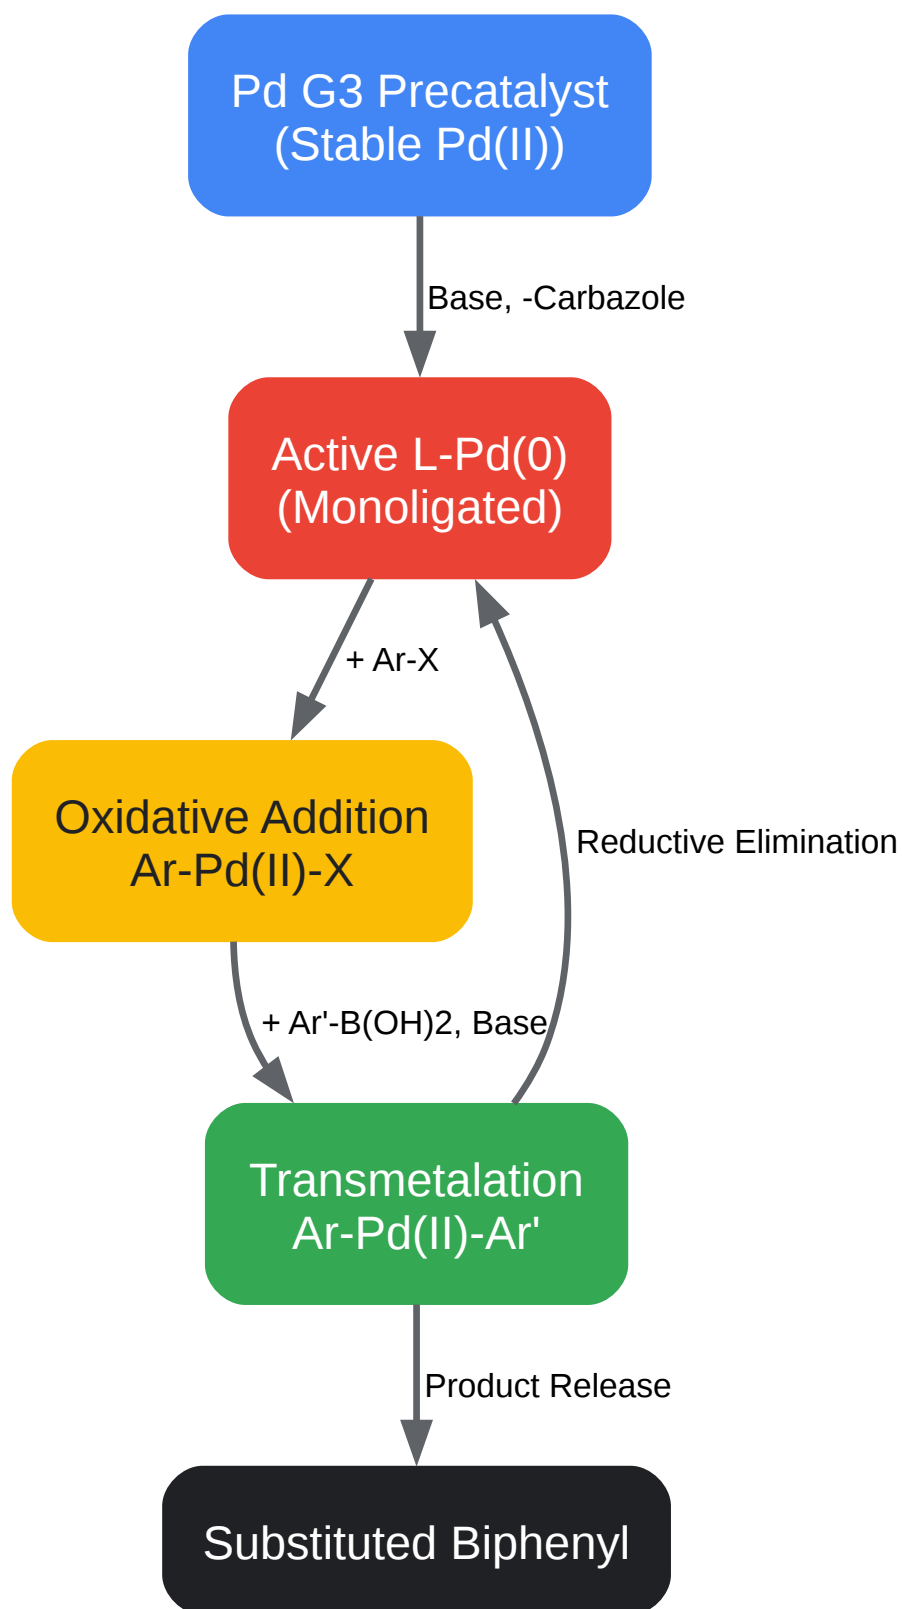 Pd G3 Precatalyst
(Stable Pd(II))
Base, -Carbazole
Active L-Pd(0)
(Monoligated)
+ Ar-X
Oxidative Addition
Ar-Pd(II)-X
Reductive Elimination
+ Ar'-B(OH)2, Base
Transmetalation
Ar-Pd(II)-Ar'
Product Release
Substituted Biphenyl